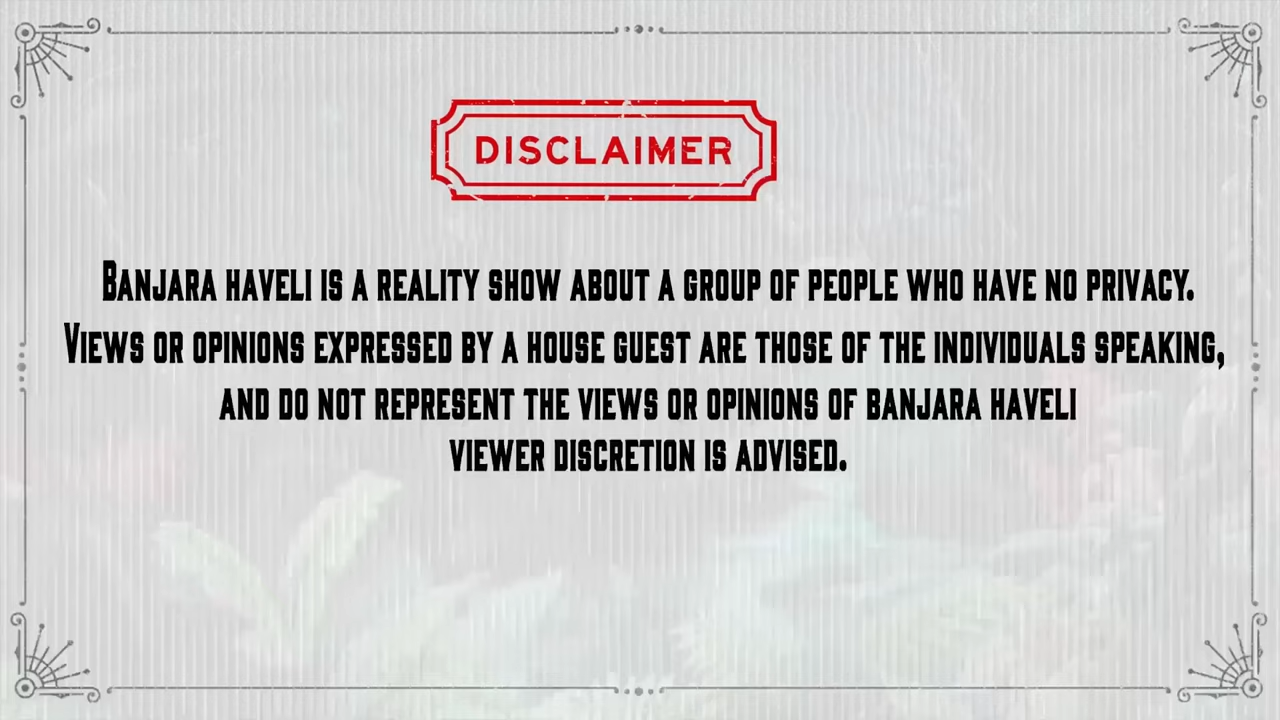 DISCLAIMER
BANJARA HAVELI IS A REALITY SHOW ABOUT A GROUP OF PEOPLE WHO HAVE NO PRIVACY.
VIEWS OR OPINIONS EXPRESSED BY A HOUSE GUEST ARE THOSE OF THE INDIVIDUALS SPEAKING,
AND DO NOT REPRESENT THE VIEWS OR OPINIONS OF BANJARA HAVELI
VIEWER DISCRETION IS ADVISED.